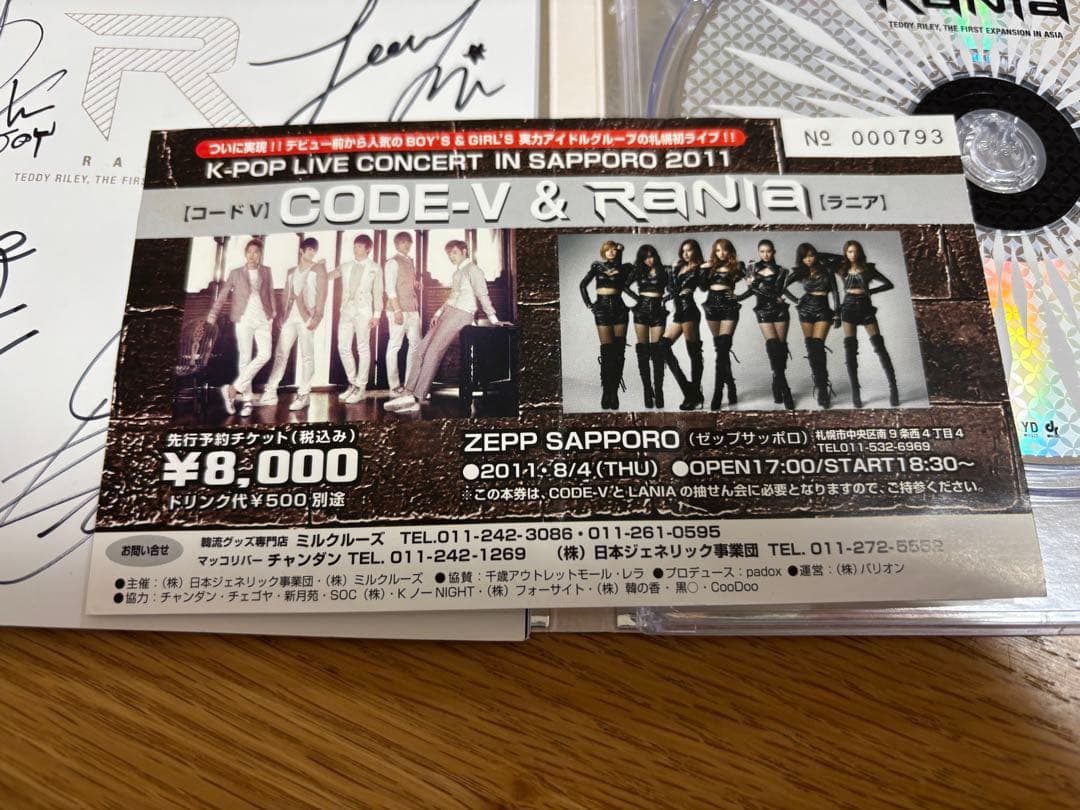 RaNIa
TEDDY RILEY, THE FIRST EXPANSION IN ASIA
R A
TEDDY RILEY, THE FIRS
ついに実現!!デビュー前から人気のBOY'S & GIRL'S 実力アイドルグループの札幌初ライブ!!
№ 000793
K-POP LIVE CONCERT IN SAPPORO 2011
【コードV】CODE-V & RaNIa【ラニア】
先行予約チケット(税込み)
¥8,000
ドリンク代¥500 別途
ZEPP SAPPORO(ゼップサッポロ)札幌市中央区南9条西4丁目4
TEL011-532-6969
●2011・8/4(THU) ●OPEN17:00/START18:30〜
※この本券は、CODE-VとLANIAの抽せん会に必要となりますので、ご持参ください。
お問い合せ
韓流グッズ専門店 ミルクルーズ TEL.011-242-3086・011-261-0595
マッコリバー チャンダン TEL. 011-242-1269 (株)日本ジェネリック事業団 TEL. 011-272-5552
●主催:(株)日本ジェネリック事業団・(株)ミルクルーズ ●協賛:千歳アウトレットモール・レラ ●プロデュース:padox ●運営:(株)バリオン
●協力:チャンダン・チェゴヤ・新月苑・SOC(株)・KノーNIGHT・(株)フォーサイト・(株)韓の香・黒○・CooDoo
YD